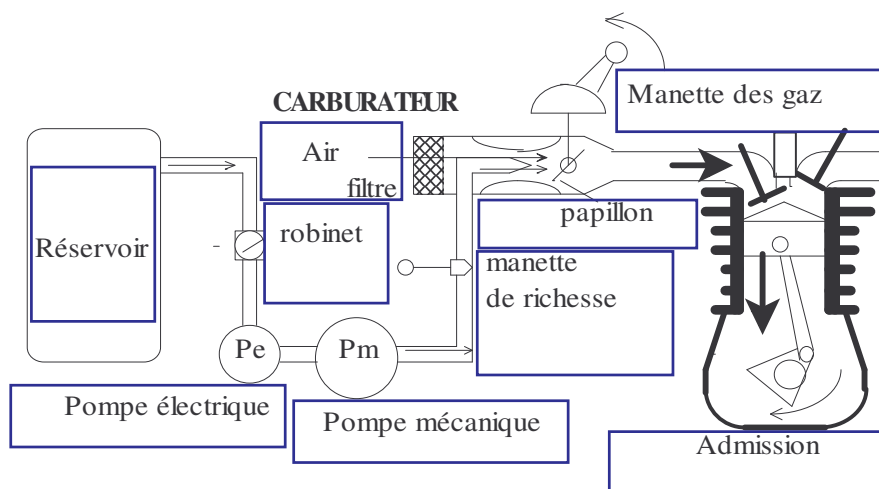 Manette des gaz
CARBURATEUR
Air
filtre
papillon
Réservoir
robinet
manette
de richesse
Pe
Pm
Pompe électrique
Pompe mécanique
Admission